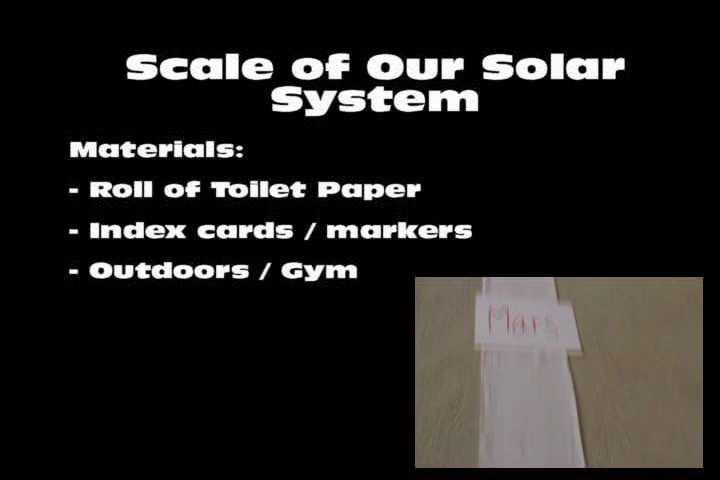 Scale of Our Solar
System
Materials:
- Roll of Toilet Paper
- Index cards / markers
- Outdoors / Gym
Mars